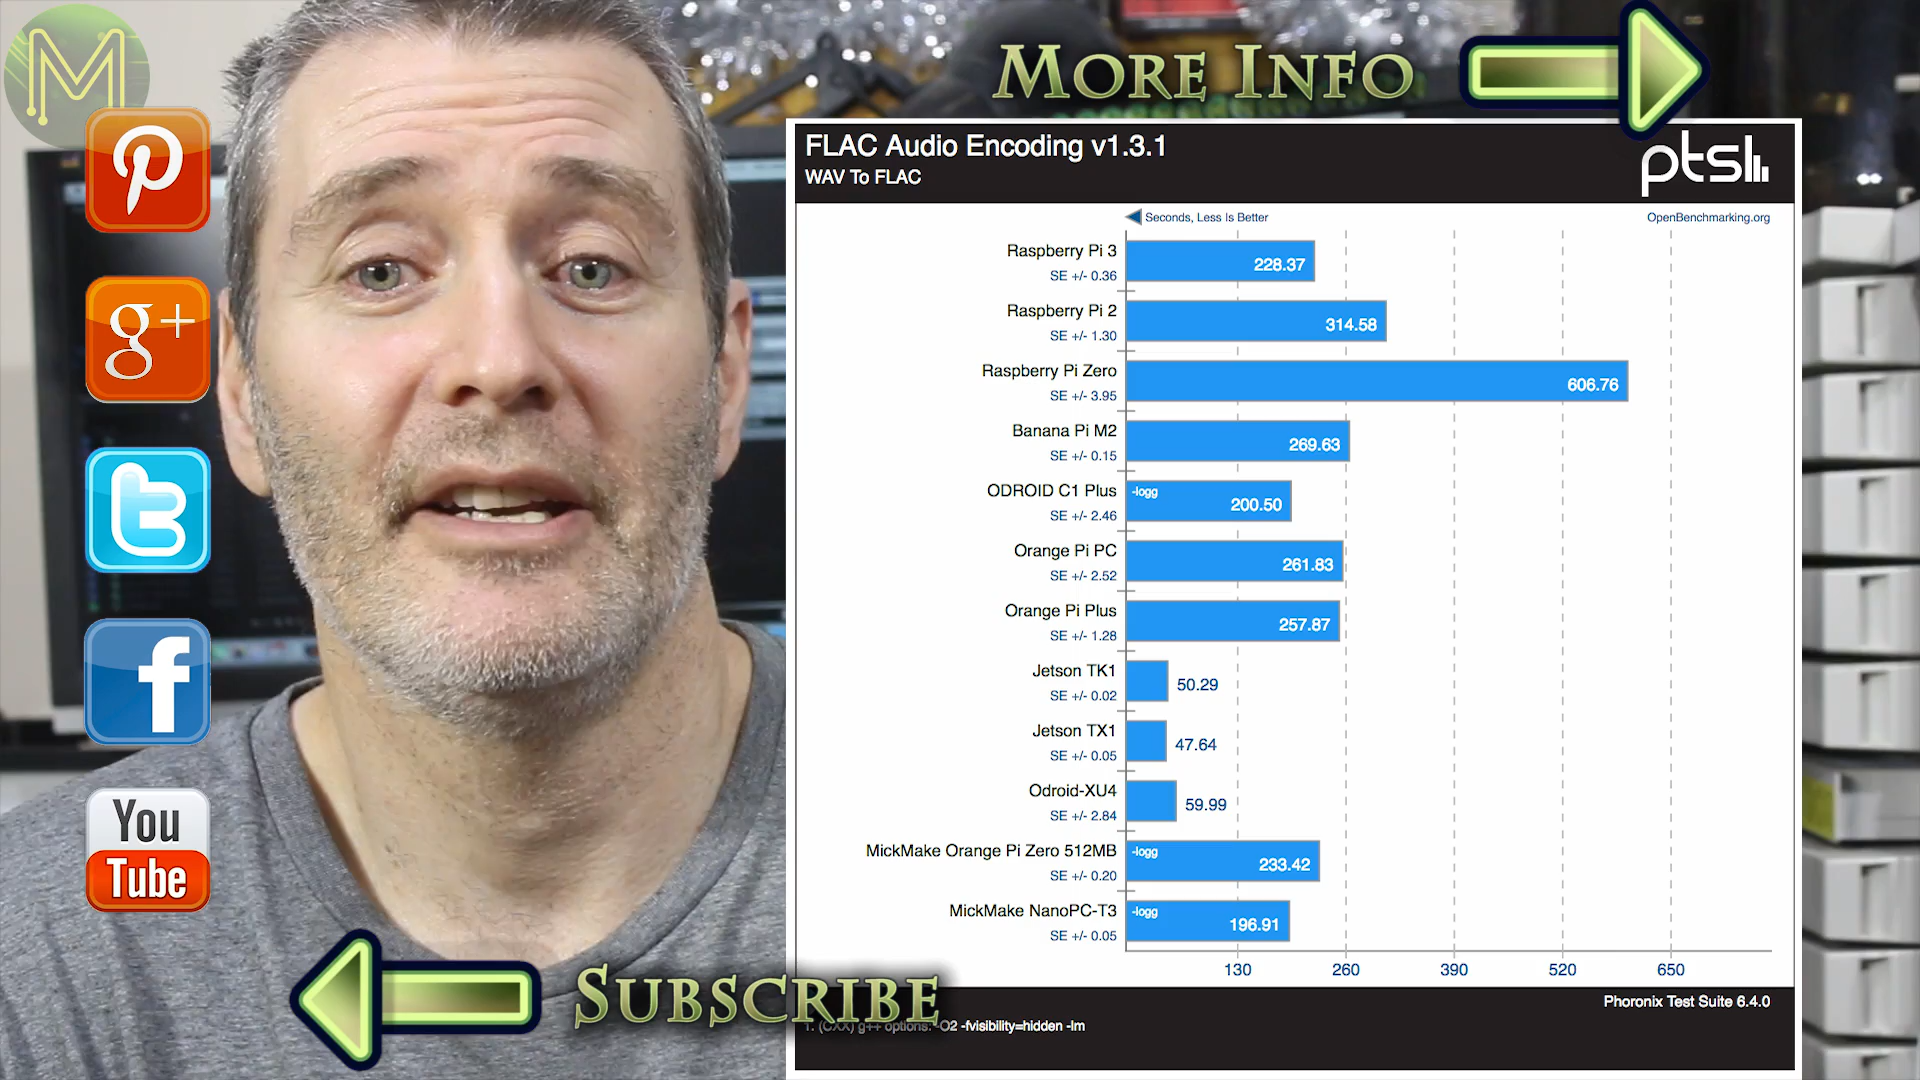 M
MORE INFO
FLAC Audio Encoding v1.3.1
WAV To FLAC
ptsl
Seconds, Less Is Better
OpenBenchmarking.org
Raspberry Pi 3
SE +/- 0.36
228.37
Raspberry Pi 2
SE +/- 1.30
314.58
Raspberry Pi Zero
SE +/- 3.95
606.76
Banana Pi M2
SE +/- 0.15
269.63
ODROID C1 Plus
SE +/- 2.46
-logg
200.50
Orange Pi PC
SE +/- 2.52
261.83
Orange Pi Plus
SE +/- 1.28
257.87
Jetson TK1
SE +/- 0.02
50.29
Jetson TX1
SE +/- 0.05
47.64
Odroid-XU4
SE +/- 2.84
59.99
MickMake Orange Pi Zero 512MB
SE +/- 0.20
-logg
233.42
MickMake NanoPC-T3
SE +/- 0.05
-logg
196.91
130 260 390 520 650
Phoronix Test Suite 6.4.0
1. (CXX) g++ options: -O2 -fvisibility=hidden -lm
g+
t
f
You
Tube
SUBSCRIBE